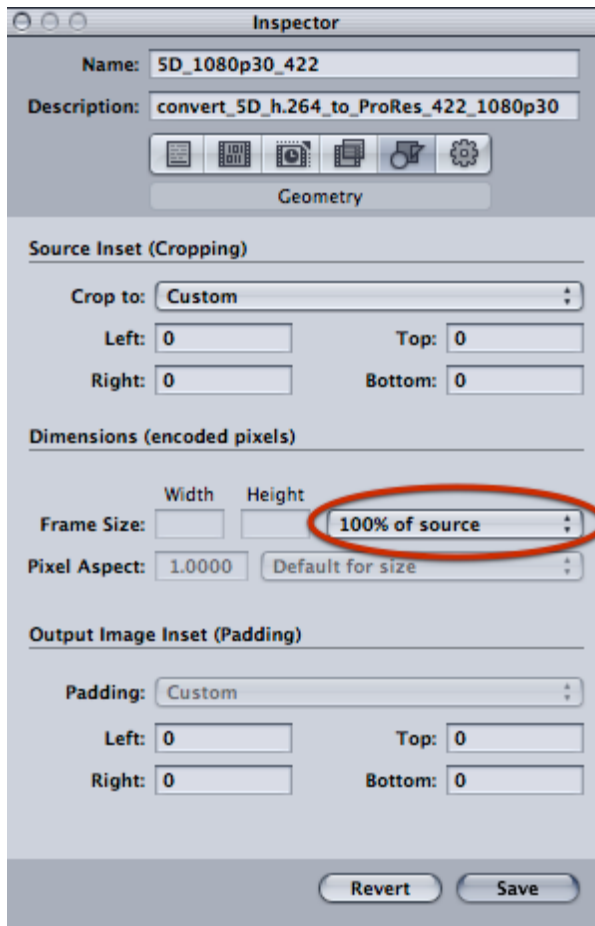 Inspector
Name: 5D_1080p30_422
Description: convert_5D_h.264_to_ProRes_422_1080p30
Geometry
Source Inset (Cropping)
Crop to: Custom
Left: 0 Top: 0
Right: 0 Bottom: 0
Dimensions (encoded pixels)
Width Height
Frame Size: 100% of source
Pixel Aspect: 1.0000 Default for size
Output Image Inset (Padding)
Padding: Custom
Left: 0 Top: 0
Right: 0 Bottom: 0
Revert Save